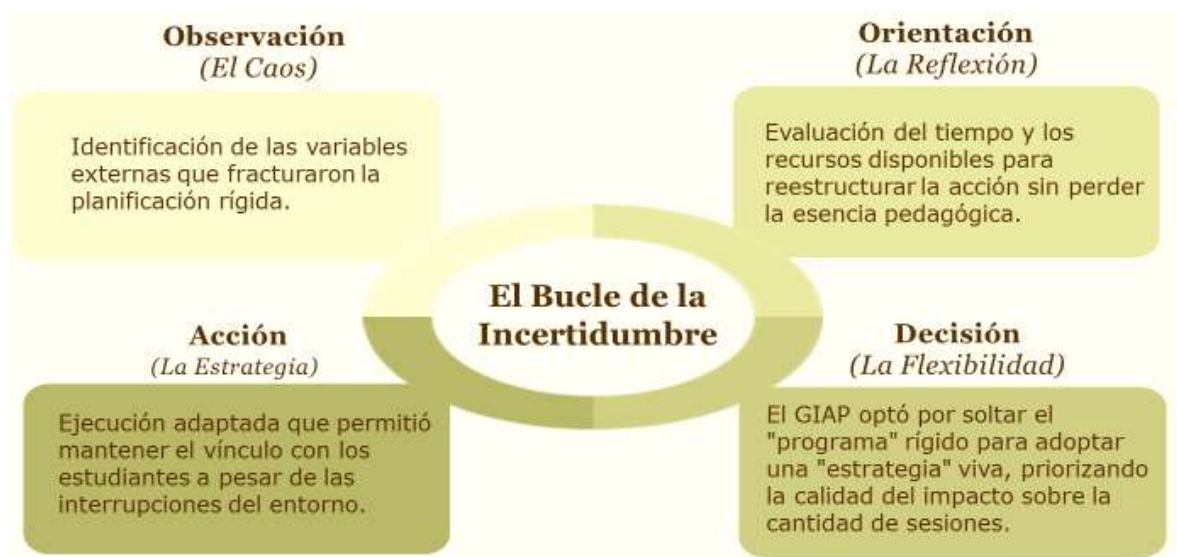 Observación
(El Caos)
Identificación de las variables
externas que fracturaron la
planificación rígida.
Orientación
(La Reflexión)
Evaluación del tiempo y los
recursos disponibles para
reestructurar la acción sin perder
la esencia pedagógica.
El Bucle de la
Incertidumbre
Acción
(La Estrategia)
Ejecución adaptada que permitió
mantener el vínculo con los
estudiantes a pesar de las
interrupciones del entorno.
Decisión
(La Flexibilidad)
El GIAP optó por soltar el
"programa" rígido para adoptar
una "estrategia" viva, priorizando
la calidad del impacto sobre la
cantidad de sesiones.